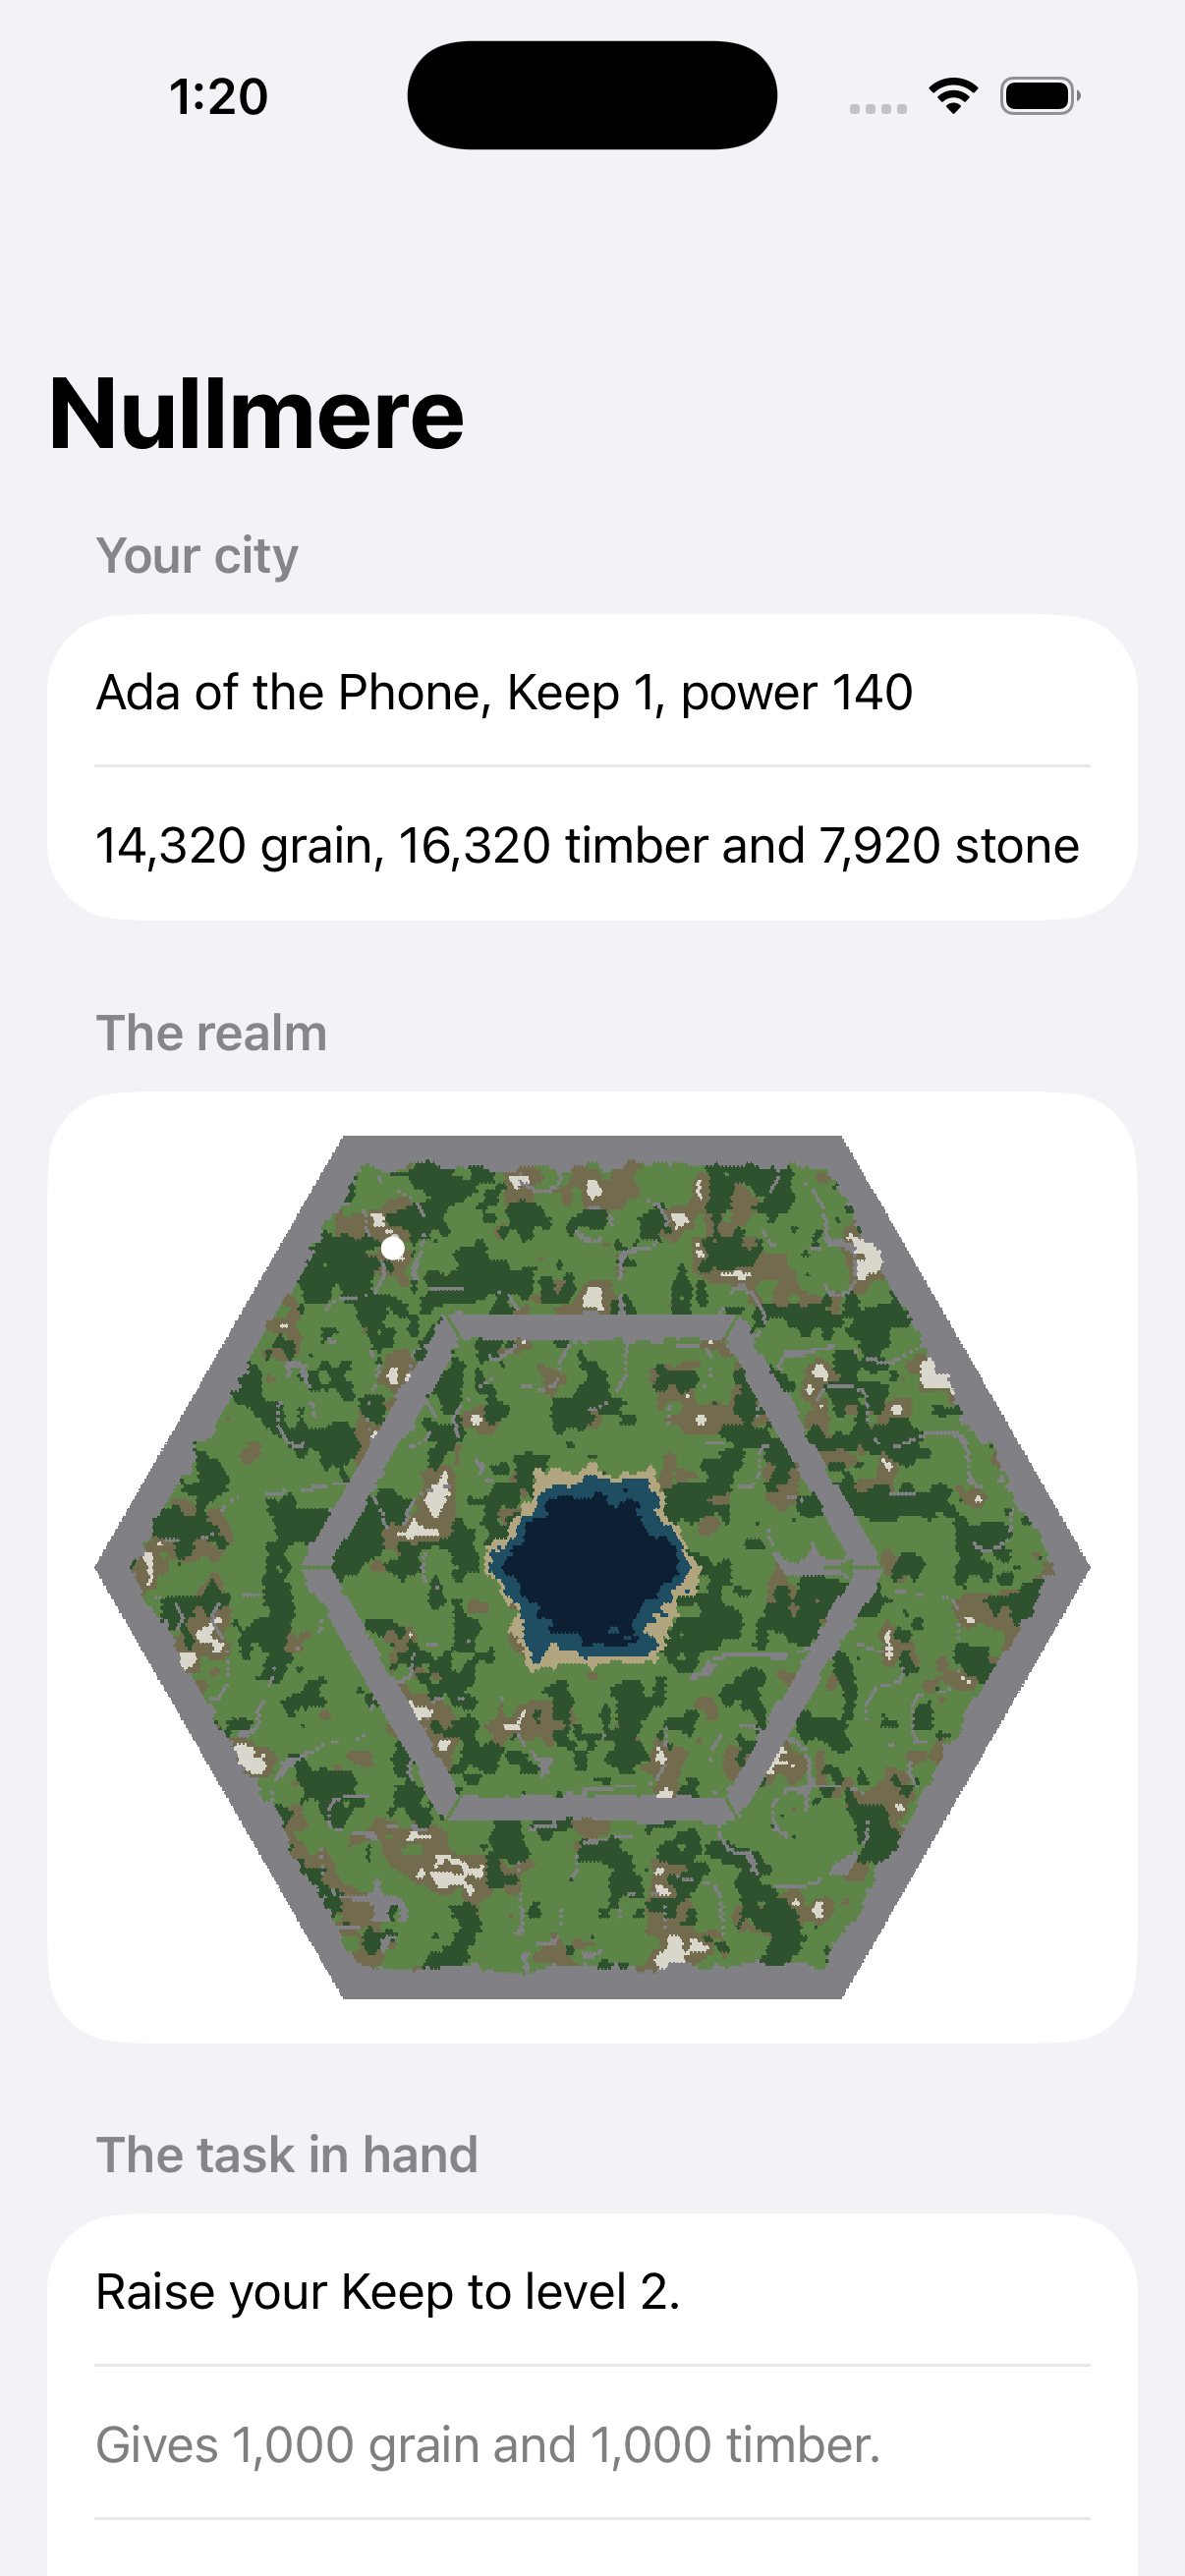 1:20
Nullmere
Your city
Ada of the Phone, Keep 1, power 140
14,320 grain, 16,320 timber and 7,920 stone
The realm
The task in hand
Raise your Keep to level 2.
Gives 1,000 grain and 1,000 timber.